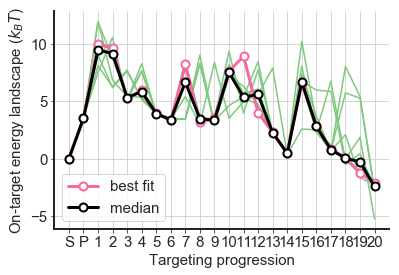 On-target energy landscape (k_BT)
10
5
0
−5
best fit
median
S P 1 2 3 4 5 6 7 8 9 10 11 12 13 14 15 16 17 18 19 20
Targeting progression